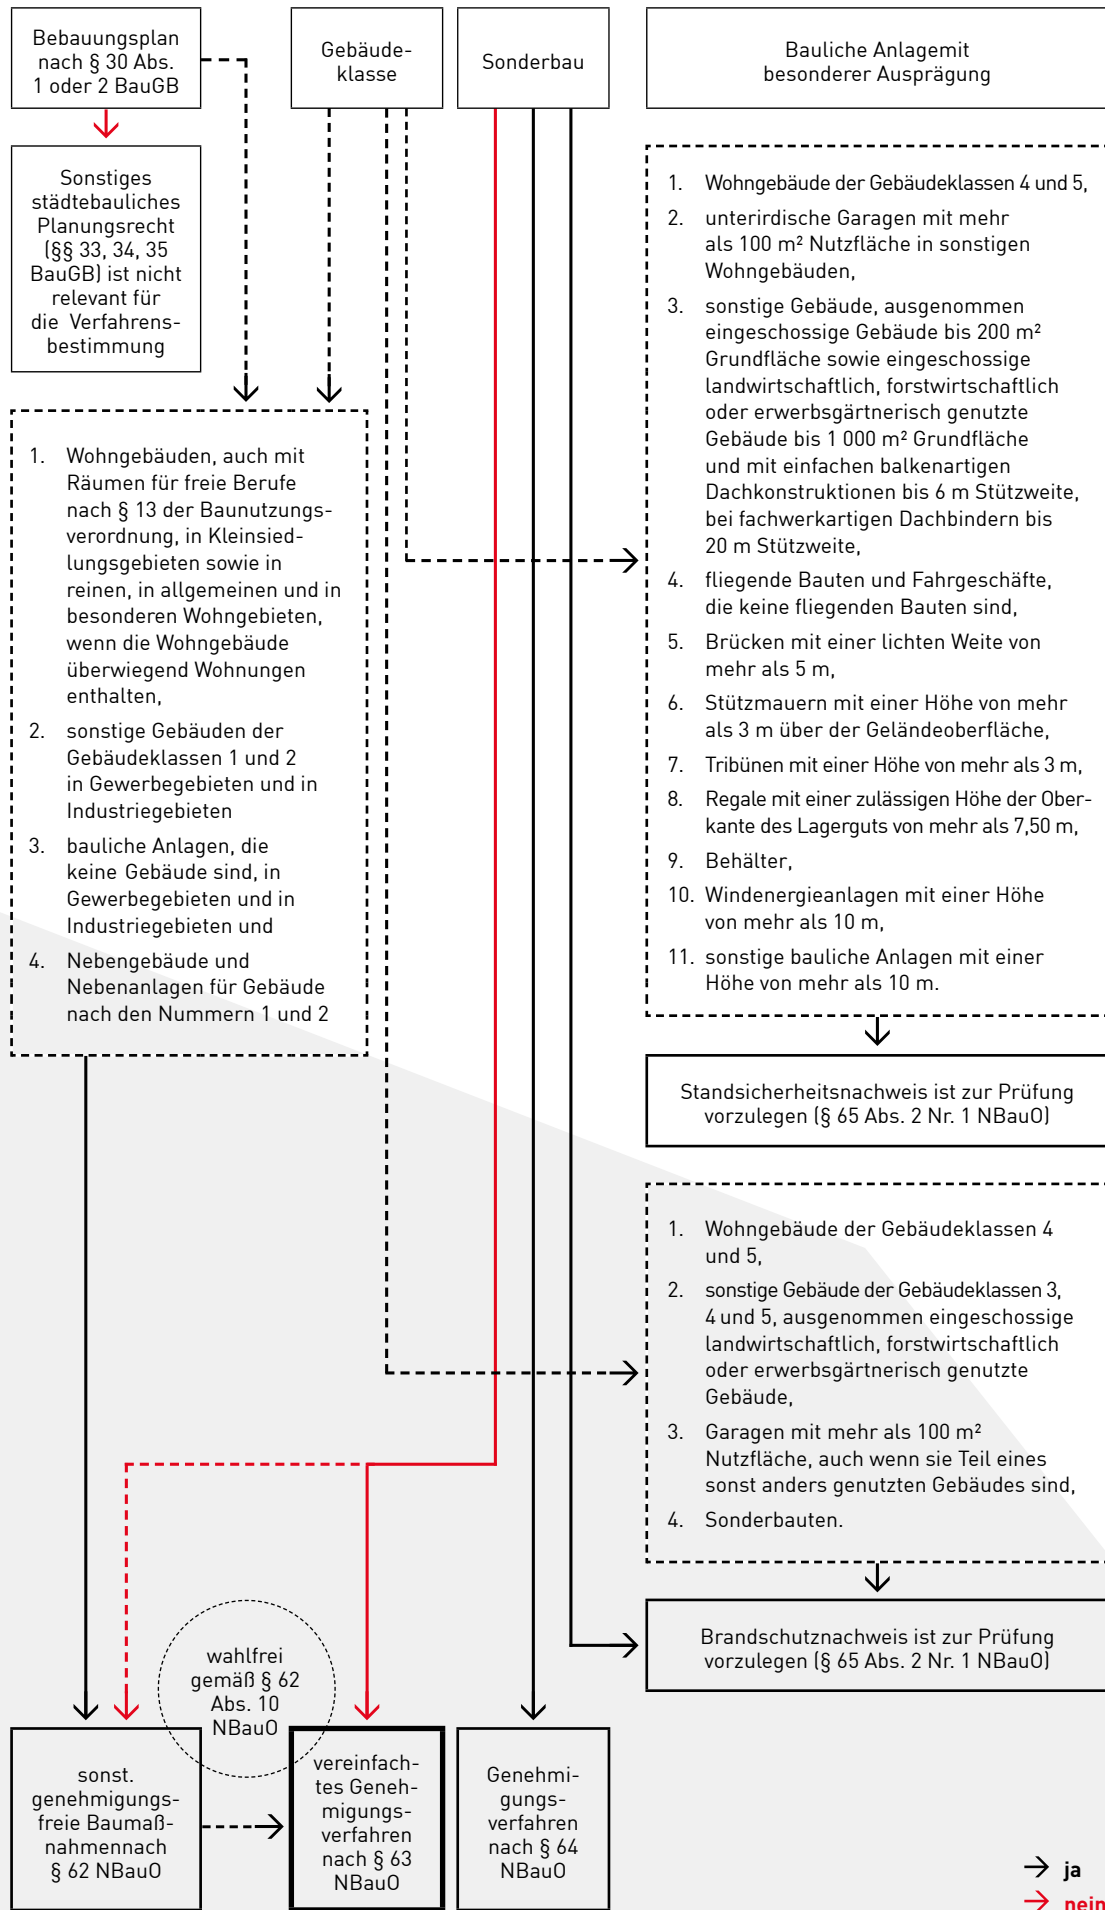 Bebauungsplan
nach § 30 Abs.
1 oder 2 BauGB
Gebäude-
klasse
Sonderbau
Bauliche Anlagemit
besonderer Ausprägung
Sonstiges
städtebauliches
Planungsrecht
(§§ 33, 34, 35
BauGB) ist nicht
relevant für
die Verfahrens-
bestimmung
1. Wohngebäuden, auch mit
Räumen für freie Berufe
nach § 13 der Baunutzungs-
verordnung, in Kleinsied-
lungsgebieten sowie in
reinen, in allgemeinen und in
besonderen Wohngebieten,
wenn die Wohngebäude
überwiegend Wohnungen
enthalten,
2. sonstige Gebäuden der
Gebäudeklassen 1 und 2
in Gewerbegebieten und in
Industriegebieten
3. bauliche Anlagen, die
keine Gebäude sind, in
Gewerbegebieten und in
Industriegebieten und
4. Nebengebäude und
Nebenanlagen für Gebäude
nach den Nummern 1 und 2
1. Wohngebäude der Gebäudeklassen 4 und 5,
2. unterirdische Garagen mit mehr
als 100 m² Nutzfläche in sonstigen
Wohngebäuden,
3. sonstige Gebäude, ausgenommen
eingeschossige Gebäude bis 200 m²
Grundfläche sowie eingeschossige
landwirtschaftlich, forstwirtschaftlich
oder erwerbsgärtnerisch genutzte
Gebäude bis 1 000 m² Grundfläche
und mit einfachen balkenartigen
Dachkonstruktionen bis 6 m Stützweite,
bei fachwerkartigen Dachbindern bis
20 m Stützweite,
4. fliegende Bauten und Fahrgeschäfte,
die keine fliegenden Bauten sind,
5. Brücken mit einer lichten Weite von
mehr als 5 m,
6. Stützmauern mit einer Höhe von mehr
als 3 m über der Geländeoberfläche,
7. Tribünen mit einer Höhe von mehr als 3 m,
8. Regale mit einer zulässigen Höhe der Ober-
kante des Lagerguts von mehr als 7,50 m,
9. Behälter,
10. Windenergieanlagen mit einer Höhe
von mehr als 10 m,
11. sonstige bauliche Anlagen mit einer
Höhe von mehr als 10 m.
Standsicherheitsnachweis ist zur Prüfung
vorzulegen (§ 65 Abs. 2 Nr. 1 NBauO)
1. Wohngebäude der Gebäudeklassen 4
und 5,
2. sonstige Gebäude der Gebäudeklassen 3,
4 und 5, ausgenommen eingeschossige
landwirtschaftlich, forstwirtschaftlich
oder erwerbsgärtnerisch genutzte
Gebäude,
3. Garagen mit mehr als 100 m²
Nutzfläche, auch wenn sie Teil eines
sonst anders genutzten Gebäudes sind,
4. Sonderbauten.
Brandschutznachweis ist zur Prüfung
vorzulegen (§ 65 Abs. 2 Nr. 1 NBauO)
wahlfrei
gemäß § 62
Abs. 10
NBauO
sonst.
genehmigungs-
freie Baumaß-
nahmennach
§ 62 NBauO
vereinfach-
tes Geneh-
migungs-
verfahren
nach § 63
NBauO
Genehmi-
gungs-
verfahren
nach § 64
NBauO
ja
nein